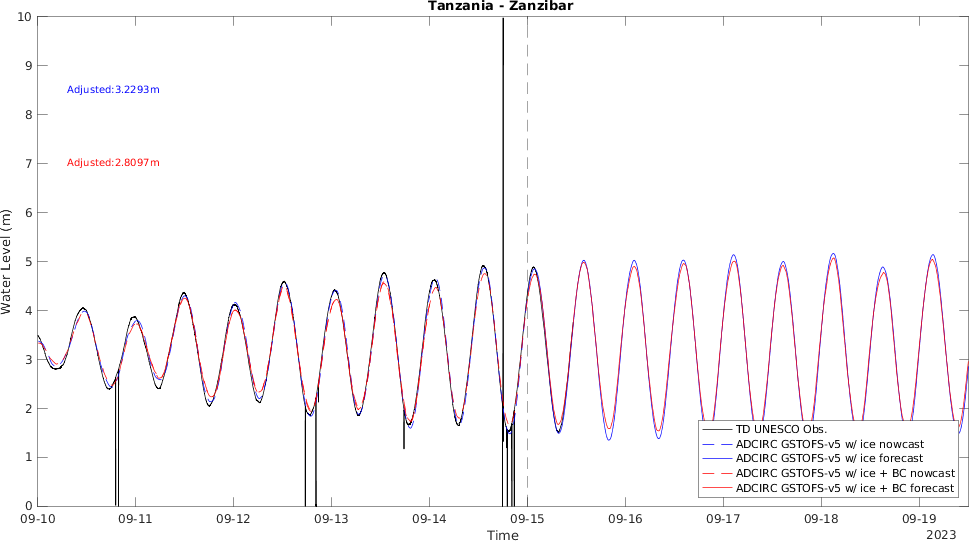 Tanzania - Zanzibar
10
9
8
7
6
5
4
3
2
1
0
Water Level (m)
Adjusted:3.2293m
Adjusted:2.8097m
TD UNESCO Obs.
ADCIRC GSTOFS-v5 w/ ice nowcast
ADCIRC GSTOFS-v5 w/ ice forecast
ADCIRC GSTOFS-v5 w/ ice + BC nowcast
ADCIRC GSTOFS-v5 w/ ice + BC forecast
09-10 09-11 09-12 09-13 09-14 09-15 09-16 09-17 09-18 09-19
Time
2023